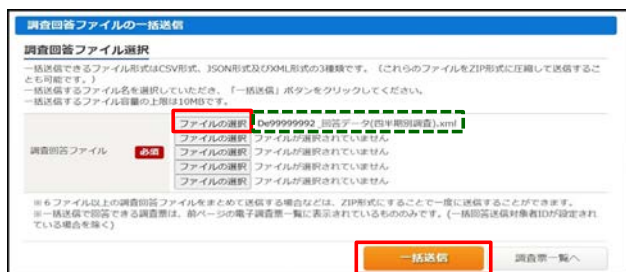 調査回答ファイルの一括送信
調査回答ファイル選択
一括送信できるファイル形式はCSV形式、JSON形式及びXML形式の3種類です。（これらのファイルをZIP形式に圧縮して送信するこ
とも可能です。）
一括送信するファイル名を選択していただき、「一括送信」ボタンをクリックしてください。
一括送信するファイル容量の上限は10MBです。
調査回答ファイル 必須
ファイルの選択 De99999992_回答データ(四半期別調査).xml
ファイルの選択 ファイルが選択されていません
ファイルの選択 ファイルが選択されていません
ファイルの選択 ファイルが選択されていません
ファイルの選択 ファイルが選択されていません
※６ファイル以上の調査回答ファイルをまとめて送信する場合などは、ZIP形式にすることで一度に送信することができます。
※一括送信で回答できる調査票は、前ページの電子調査票一覧に表示されているもののみです。(一括回答送信対象者IDが設定され
ている場合を除く)
一括送信 調査票一覧へ